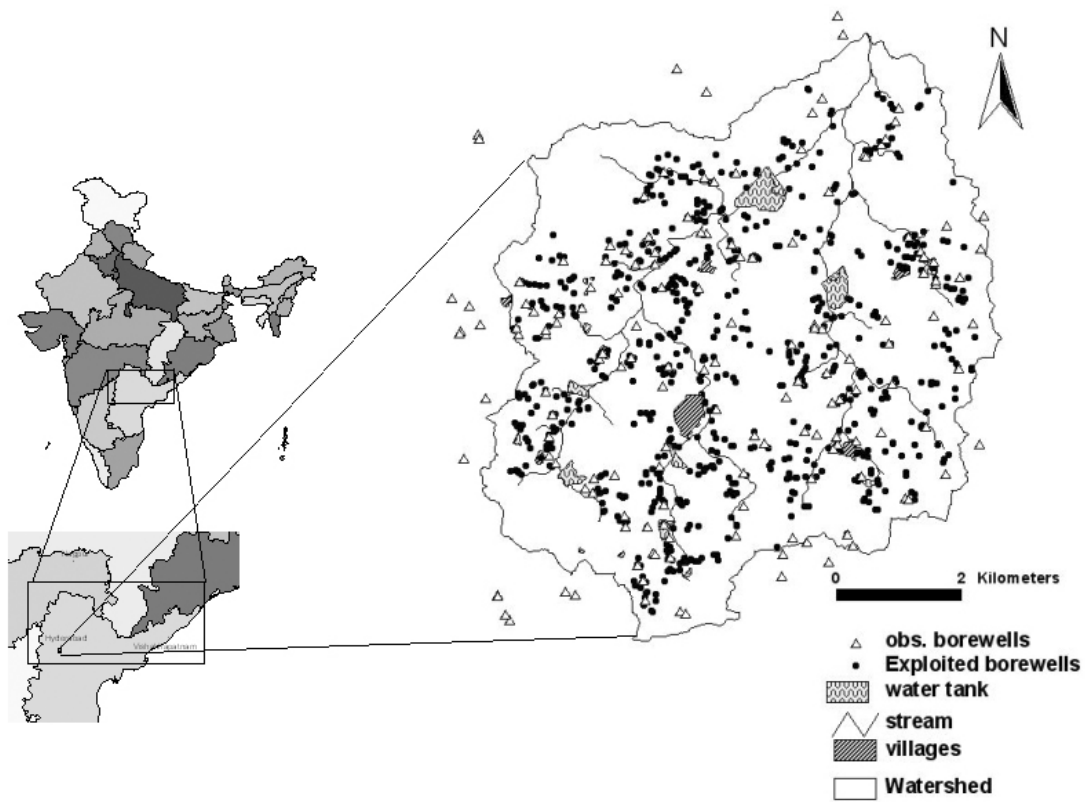 N
Hyderabad
0 2 Kilometers
obs. borewells
Exploited borewells
water tank
stream
villages
Watershed